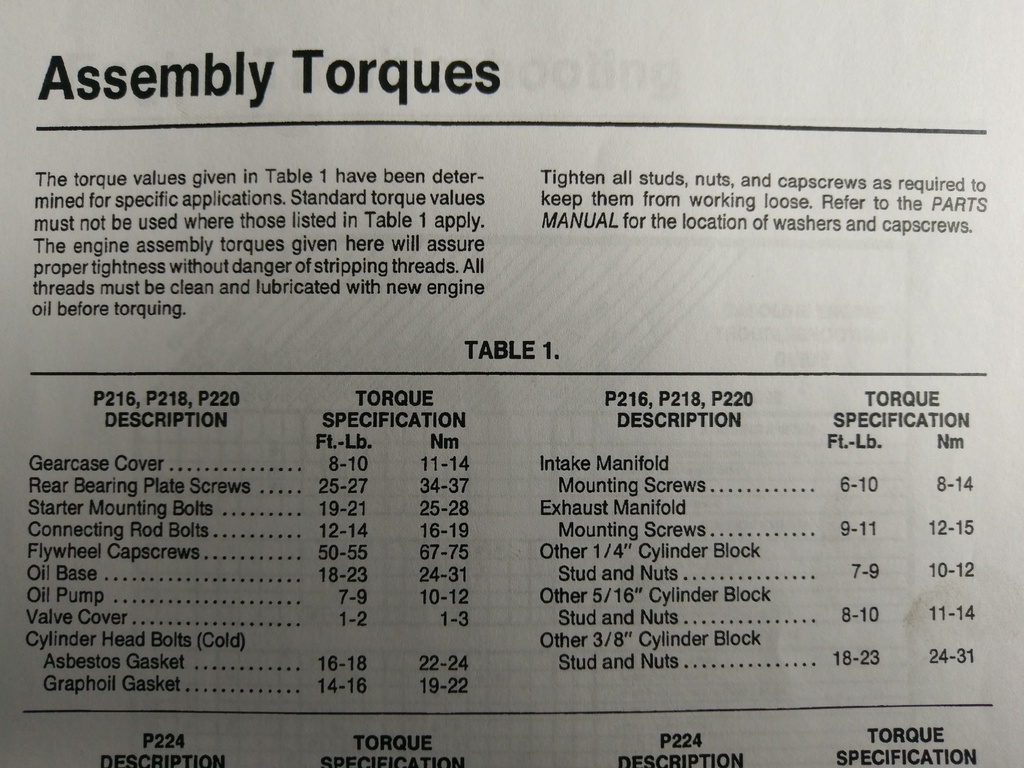 Assembly Torques
The torque values given in Table 1 have been deter-
mined for specific applications. Standard torque values
must not be used where those listed in Table 1 apply.
The engine assembly torques given here will assure
proper tightness without danger of stripping threads. All
threads must be clean and lubricated with new engine
oil before torquing.
Tighten all studs, nuts, and capscrews as required to
keep them from working loose. Refer to the PARTS
MANUAL for the location of washers and capscrews.
TABLE 1.
P216, P218, P220 TORQUE
DESCRIPTION SPECIFICATION
Ft.-Lb. Nm
Gearcase Cover............... 8-10 11-14
Rear Bearing Plate Screws ..... 25-27 34-37
Starter Mounting Bolts ......... 19-21 25-28
Connecting Rod Bolts.......... 12-14 16-19
Flywheel Capscrews........... 50-55 67-75
Oil Base ...................... 18-23 24-31
Oil Pump ..................... 7-9 10-12
Valve Cover................... 1-2 1-3
Cylinder Head Bolts (Cold)
Asbestos Gasket ............ 16-18 22-24
Graphoil Gasket............. 14-16 19-22
P216, P218, P220 TORQUE
DESCRIPTION SPECIFICATION
Ft.-Lb. Nm
Intake Manifold
Mounting Screws............ 6-10 8-14
Exhaust Manifold
Mounting Screws............ 9-11 12-15
Other 1/4" Cylinder Block
Stud and Nuts............... 7-9 10-12
Other 5/16" Cylinder Block
Stud and Nuts............... 8-10 11-14
Other 3/8" Cylinder Block
Stud and Nuts............... 18-23 24-31
P224 TORQUE
DESCRIPTION SPECIFICATION
P224 TORQUE
DESCRIPTION SPECIFICATION